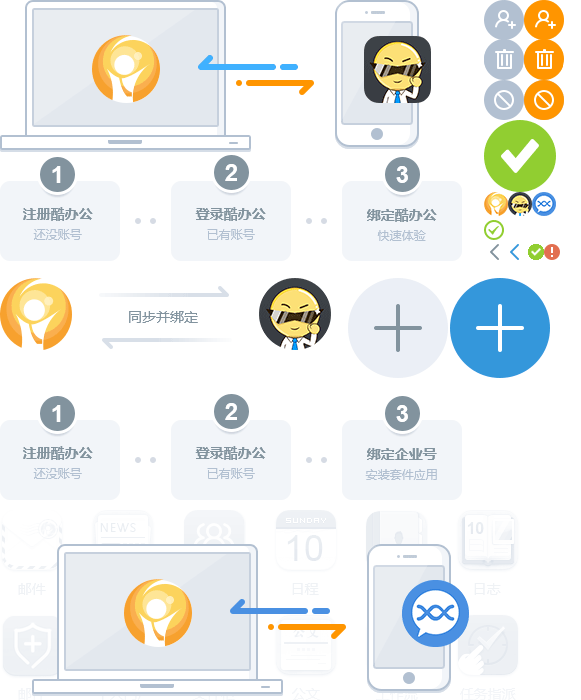 1
2
3
注册酷办公
登录酷办公
绑定酷办公
还没账号
已有账号
快速体验
同步并绑定
1
2
3
注册酷办公
登录酷办公
绑定企业号
还没账号
已有账号
安装套件应用
NEWS
SUNDAY
10
10
邮件
日程
日志
公文
公文